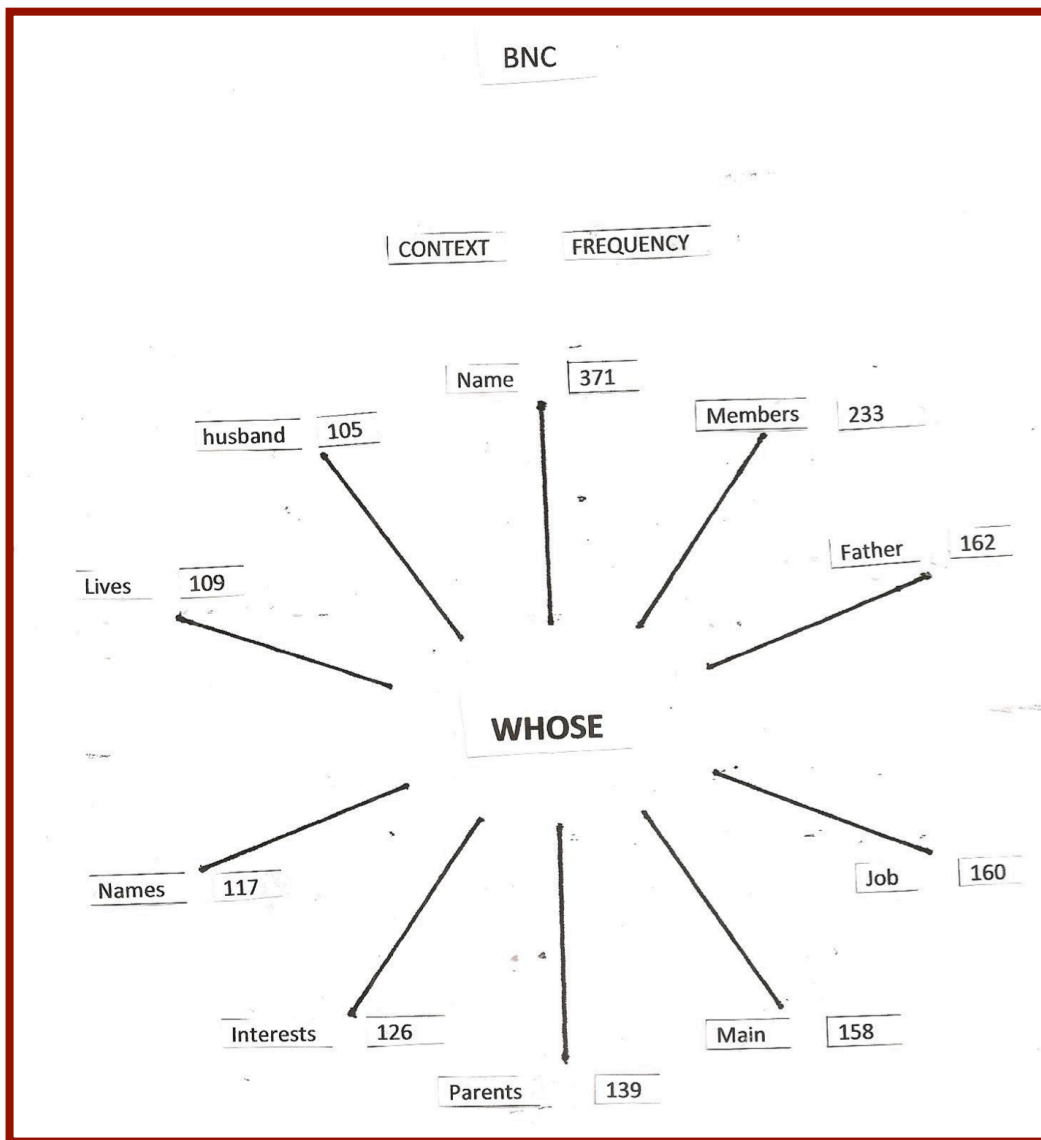 BNC
CONTEXT FREQUENCY
Name 371
Members 233
husband 105
Father 162
Lives 109
WHOSE
Names 117
Job 160
Interests 126
Main 158
Parents 139